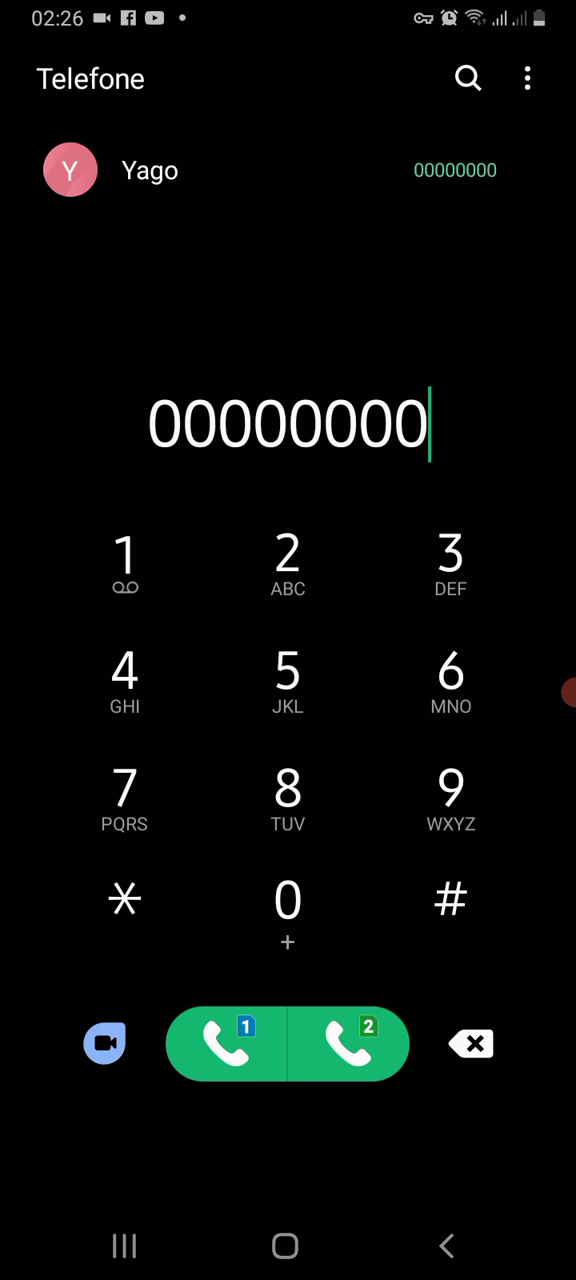 02:26
Telefone
Y Yago 00000000
00000000
1 2 3
ABC DEF
4 5 6
GHI JKL MNO
7 8 9
PQRS TUV WXYZ
* 0 #
+
1 2